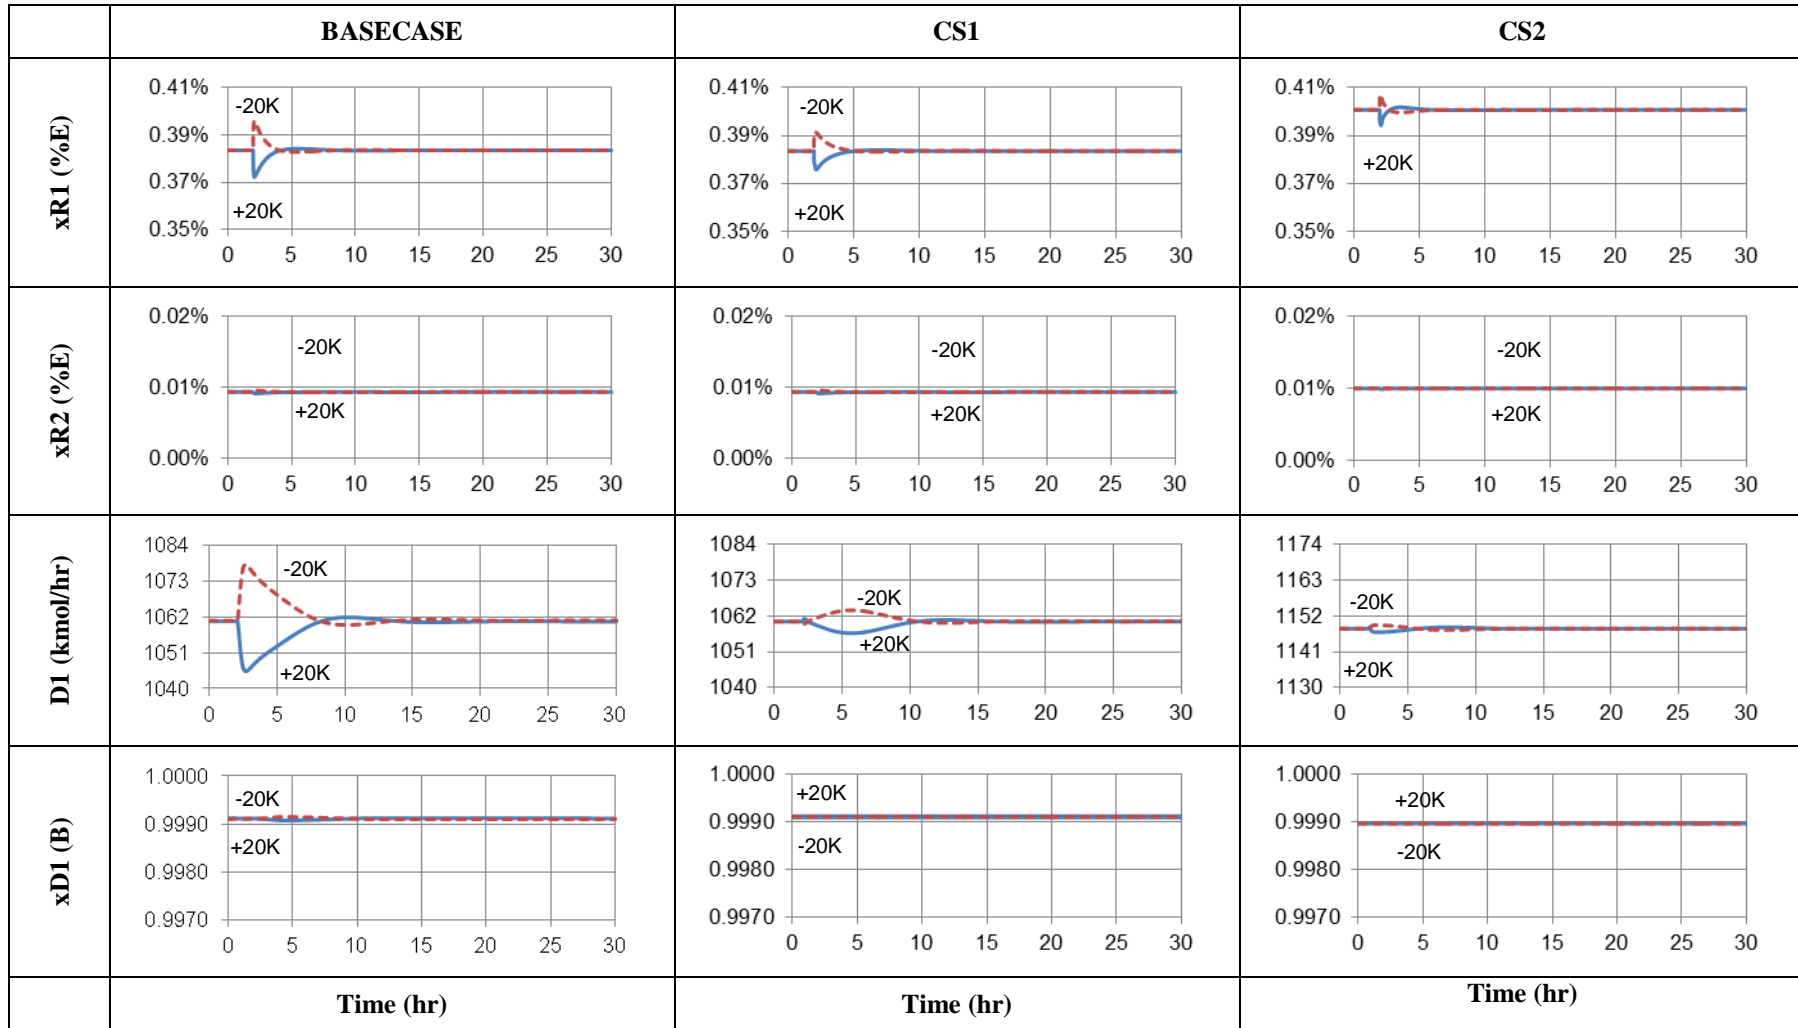 BASECASE CS1 CS2
xR1 (%E)
0.41%
0.39%
0.37%
0.35%
-20K
+20K
0 5 10 15 20 25 30
0.41%
0.39%
0.37%
0.35%
-20K
+20K
0 5 10 15 20 25 30
0.41%
0.39%
0.37%
0.35%
+20K
0 5 10 15 20 25 30
xR2 (%E)
0.02%
0.01%
0.00%
-20K
+20K
0 5 10 15 20 25 30
0.02%
0.01%
0.00%
-20K
+20K
0 5 10 15 20 25 30
0.02%
0.01%
0.00%
-20K
+20K
0 5 10 15 20 25 30
D1 (kmol/hr)
1084
1073
1062
1051
1040
-20K
+20K
0 5 10 15 20 25 30
1084
1073
1062
1051
1040
-20K
+20K
0 5 10 15 20 25 30
1174
1163
1152
1141
1130
-20K
+20K
0 5 10 15 20 25 30
xD1 (B)
1.0000
0.9990
0.9980
0.9970
-20K
+20K
0 5 10 15 20 25 30
1.0000
0.9990
0.9980
0.9970
+20K
-20K
0 5 10 15 20 25 30
1.0000
0.9990
0.9980
0.9970
+20K
-20K
0 5 10 15 20 25 30
Time (hr) Time (hr) Time (hr)